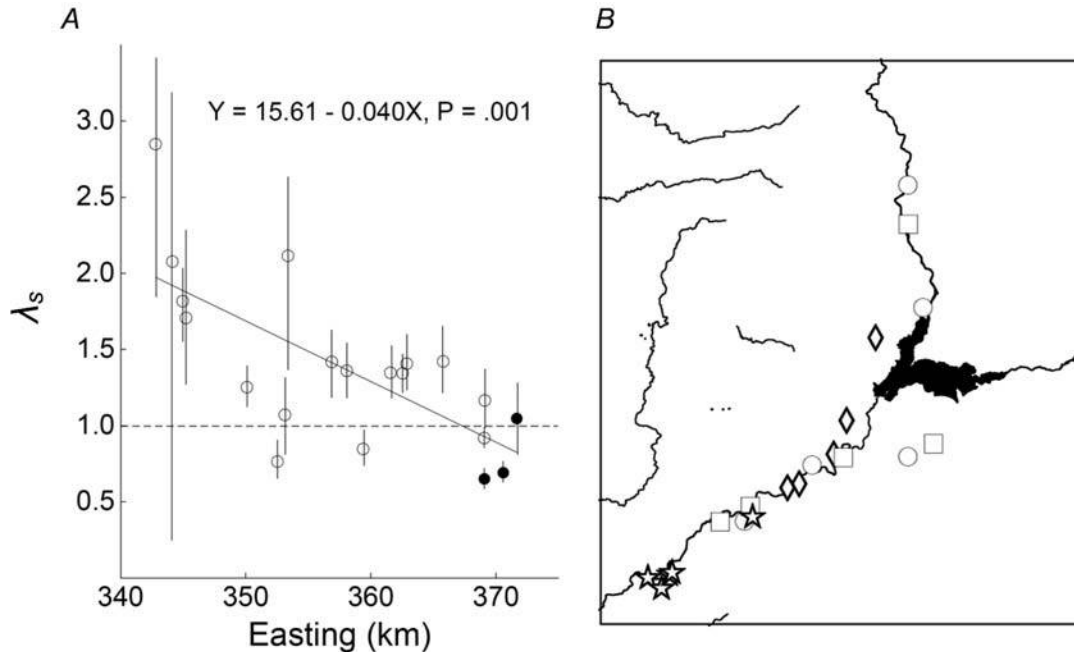 A
B
Y = 15.61 - 0.040X, P = .001
3.0
2.5
2.0
1.5
1.0
0.5
λs
340
350
360
370
Easting (km)